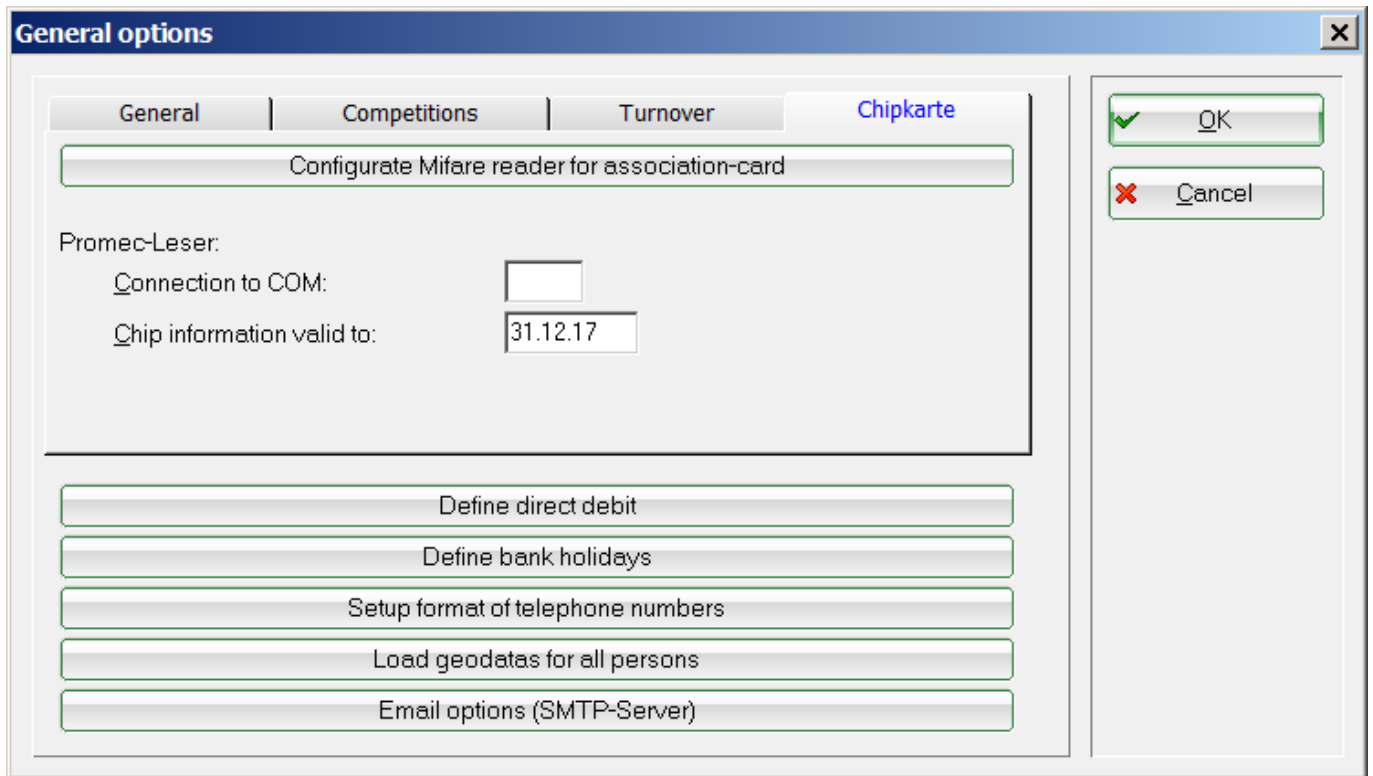 General options
General Competitions Turnover Chipkarte
Configurate Mifare reader for association-card
Promec-Leser:
Connection to COM:
Chip information valid to: 31.12.17
Define direct debit
Define bank holidays
Setup format of telephone numbers
Load geodatas for all persons
Email options (SMTP-Server)
OK
Cancel